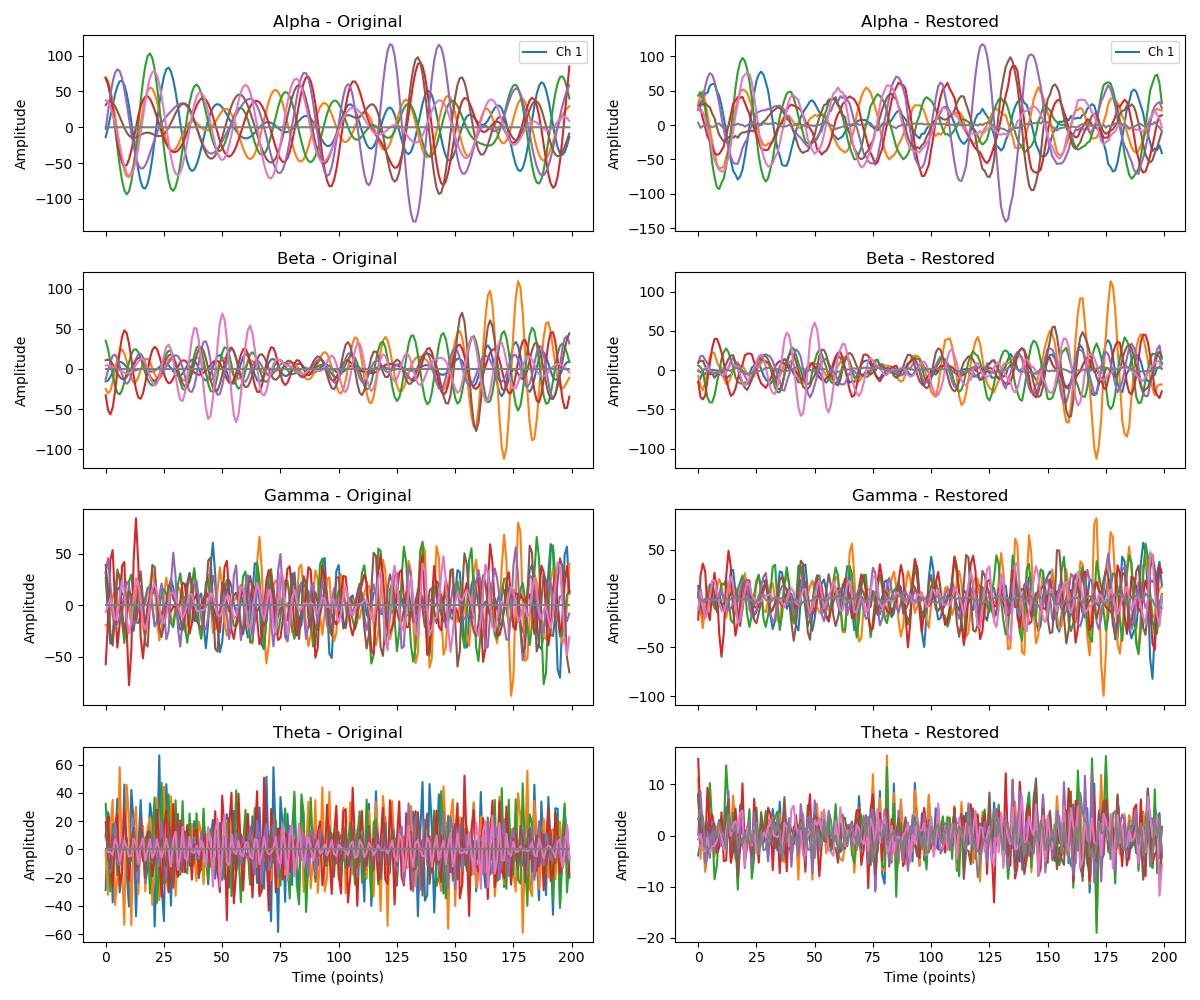 Alpha - Original
Alpha - Restored
Amplitude
100
50
0
−50
−100
Ch 1
Amplitude
100
50
0
−50
−100
−150
Ch 1
Beta - Original
Beta - Restored
Amplitude
100
50
0
−50
−100
Amplitude
100
50
0
−50
−100
Gamma - Original
Gamma - Restored
Amplitude
50
0
−50
Amplitude
50
0
−50
−100
Theta - Original
Theta - Restored
Amplitude
60
40
20
0
−20
−40
−60
0 25 50 75 100 125 150 175 200
Time (points)
Amplitude
10
0
−10
−20
0 25 50 75 100 125 150 175 200
Time (points)